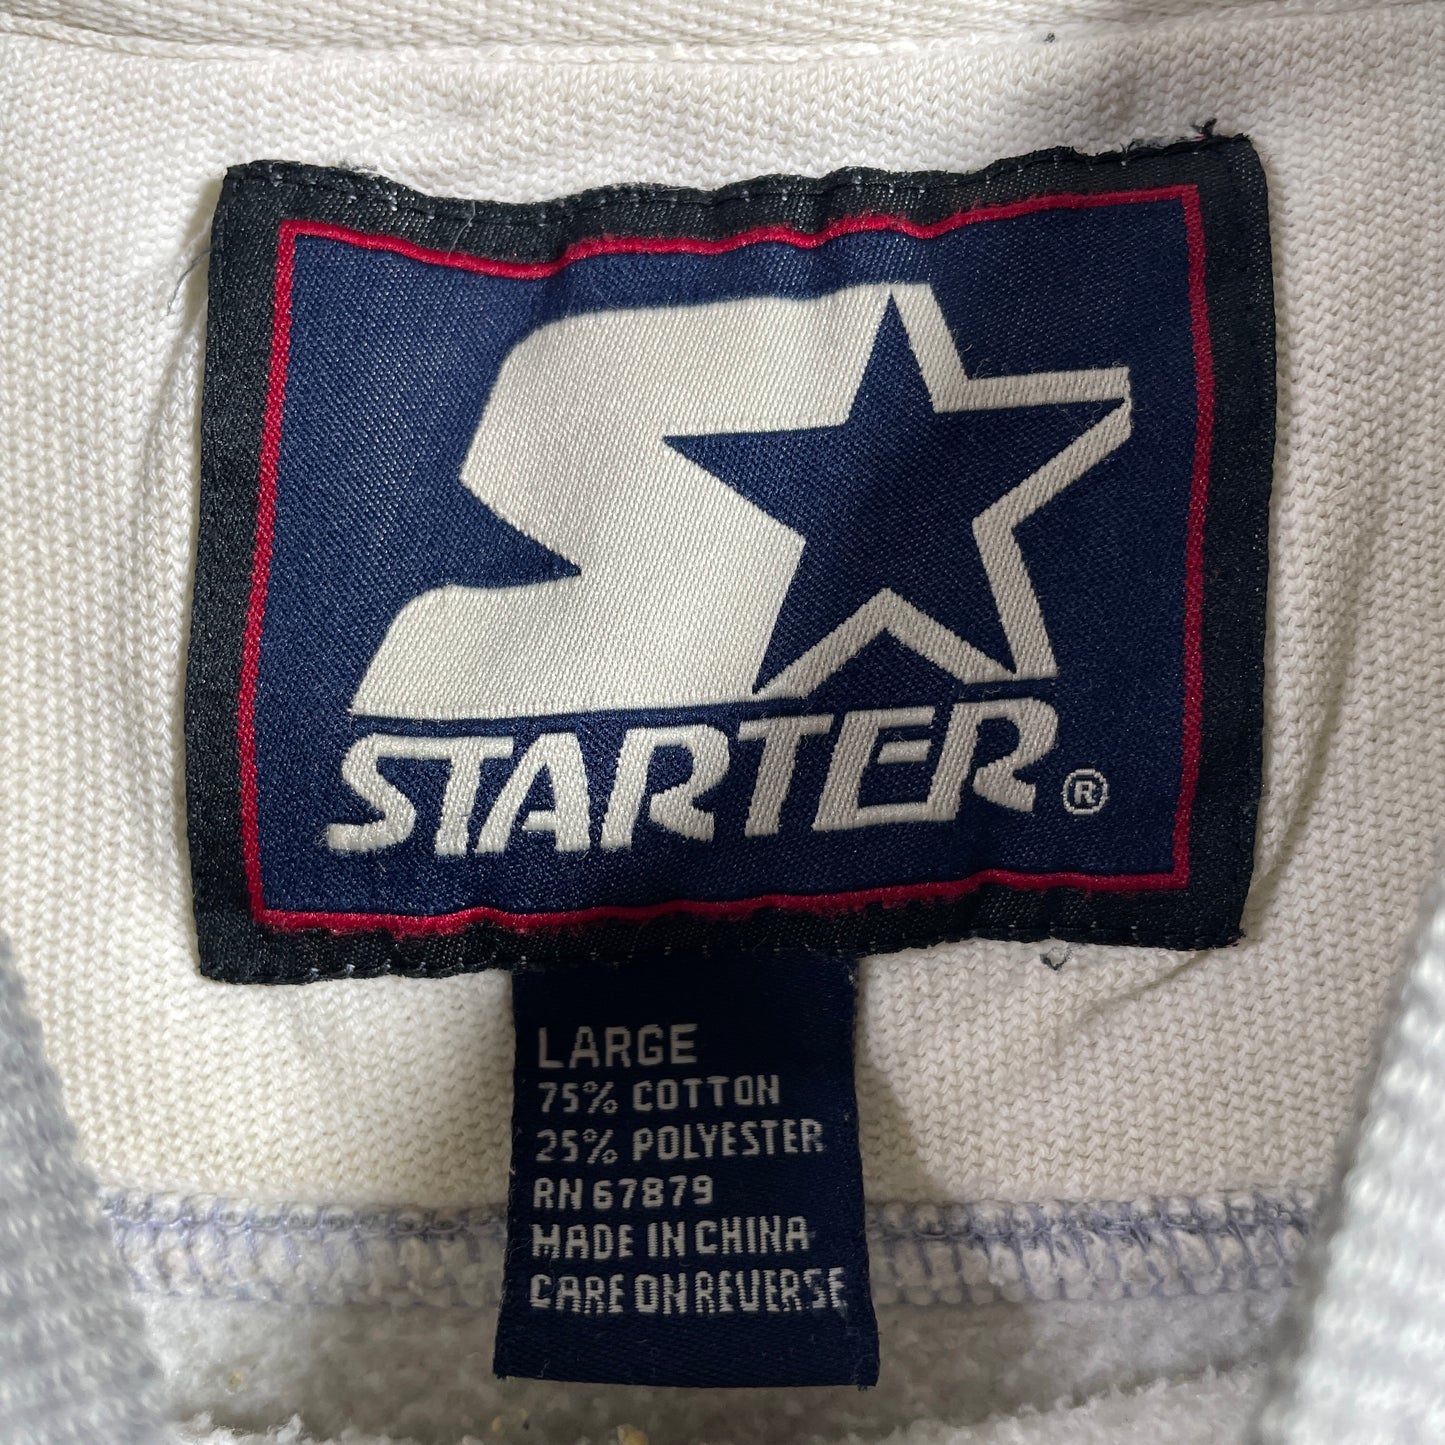 STARTER®
LARGE
75% COTTON
25% POLYESTER
RN 67879
MADE IN CHINA
CARE ON REVERSE